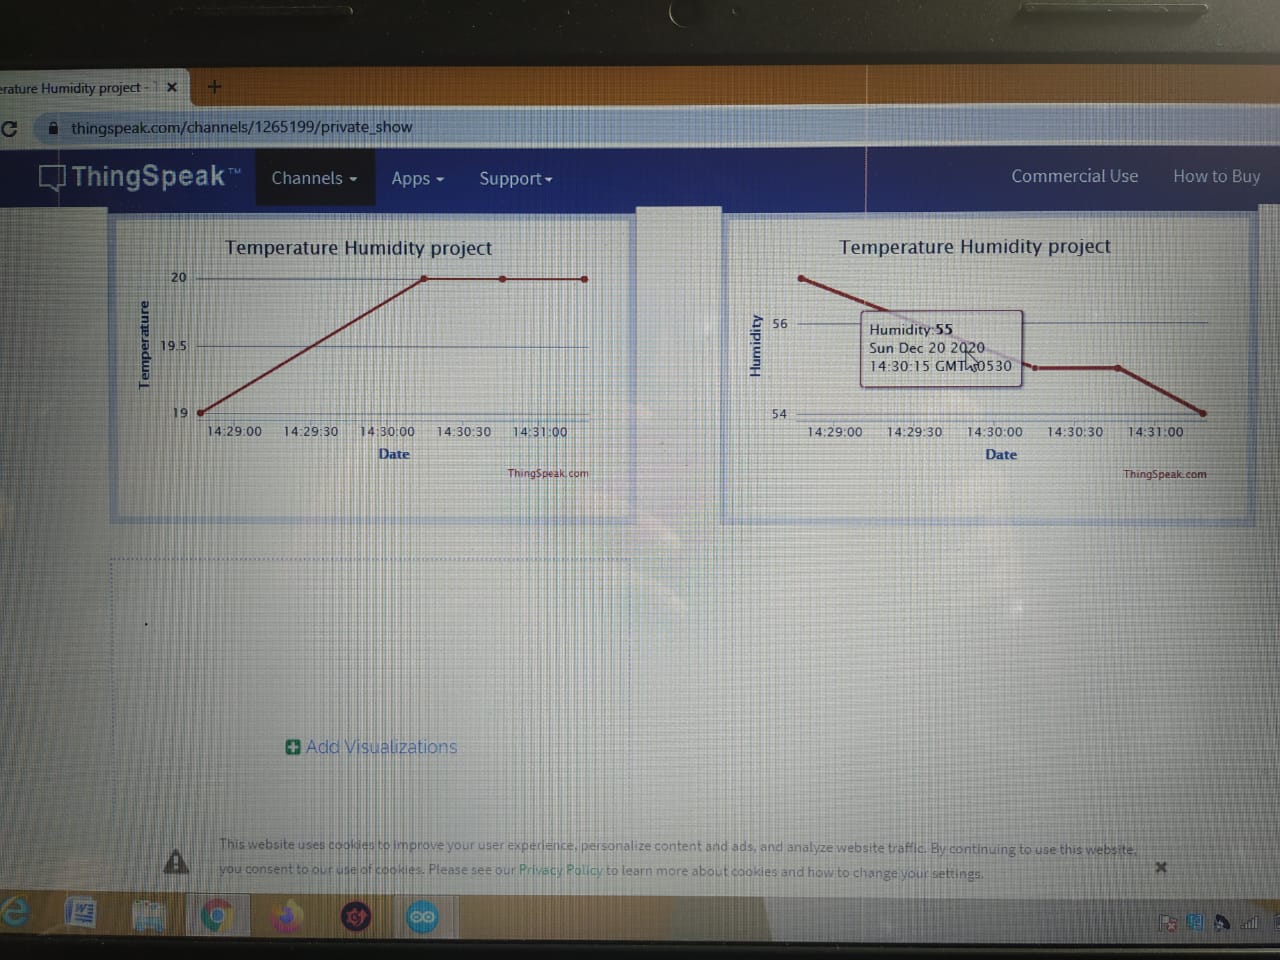 erature Humidity project -
thingspeak.com/channels/1265199/private_show
ThingSpeak™ Channels Apps Support Commercial Use How to Buy
Temperature Humidity project
20
19.5
19
Temperature
14:29:00 14:29:30 14:30:00 14:30:30 14:31:00
Date
ThingSpeak.com
Temperature Humidity project
56
54
Humidity
Humidity:55
Sun Dec 20 2020
14:30:15 GMT+0530
14:29:00 14:29:30 14:30:00 14:30:30 14:31:00
Date
ThingSpeak.com
Add Visualizations
This website uses cookies to improve your user experience, personalize content and ads, and analyze website traffic. By continuing to use this website,
you consent to our use of cookies. Please see our Privacy Policy to learn more about cookies and how to change your settings.